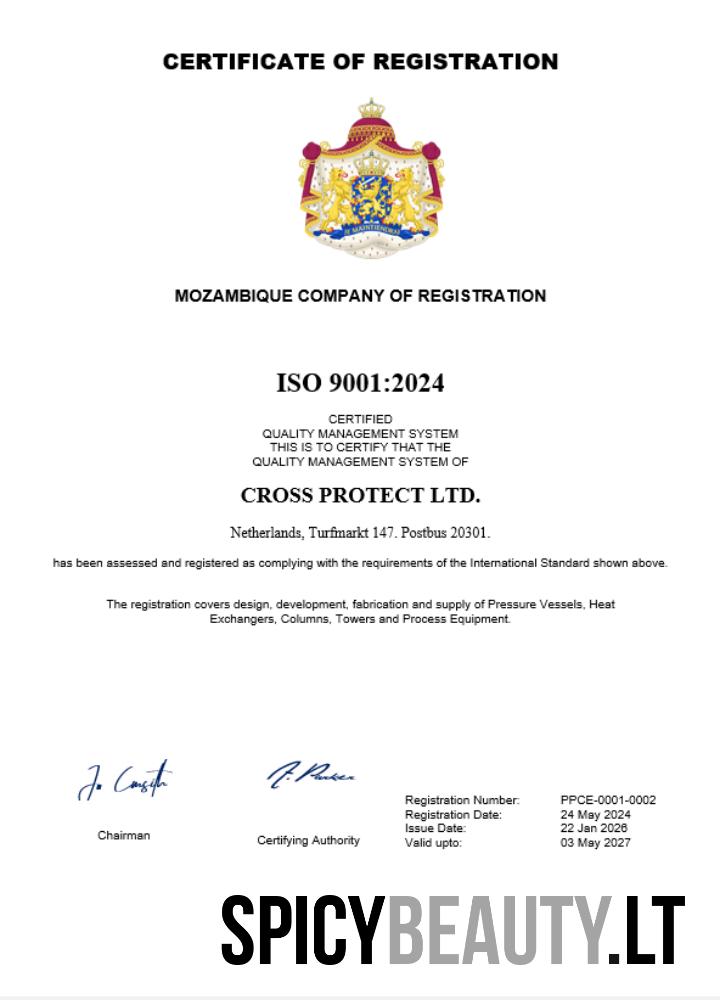 CERTIFICATE OF REGISTRATION
JE MAINTIENDRAI
MOZAMBIQUE COMPANY OF REGISTRATION
ISO 9001:2024
CERTIFIED
QUALITY MANAGEMENT SYSTEM
THIS IS TO CERTIFY THAT THE
QUALITY MANAGEMENT SYSTEM OF
CROSS PROTECT LTD.
Netherlands, Turfmarkt 147. Postbus 20301.
has been assessed and registered as complying with the requirements of the International Standard shown above.
The registration covers design, development, fabrication and supply of Pressure Vessels, Heat
Exchangers, Columns, Towers and Process Equipment.
Chairman
Certifying Authority
Registration Number: PPCE-0001-0002
Registration Date: 24 May 2024
Issue Date: 22 Jan 2026
Valid upto: 03 May 2027
SPICYBEAUTY.LT